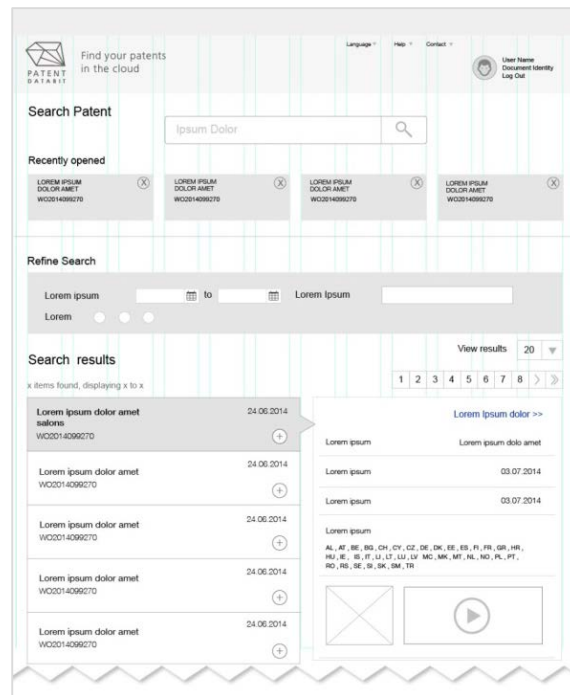 Language
Help
Contact
PATENT
DATABIT
Find your patents
in the cloud
User Name
Document Identity
Log Out
Search Patent
Ipsum Dolor
Recently opened
LOREM IPSUM
DOLOR AMET
WO2014099270
X
LOREM IPSUM
DOLOR AMET
WO2014099270
X
LOREM IPSUM
DOLOR AMET
WO2014099270
X
LOREM IPSUM
DOLOR AMET
WO2014099270
X
Refine Search
Lorem ipsum to Lorem Ipsum
Lorem
View results 20
Search results
x items found, displaying x to x
1 2 3 4 5 6 7 8
Lorem ipsum dolor amet
salons
WO2014099270
24.06.2014
Lorem ipsum dolor amet
WO2014099270
24.06.2014
Lorem ipsum dolor amet
WO2014099270
24.06.2014
Lorem ipsum dolor amet
WO2014099270
24.06.2014
Lorem ipsum dolor amet
WO2014099270
24.06.2014
Lorem Ipsum dolor >>
Lorem ipsum Lorem ipsum dolo amet
Lorem ipsum 03.07.2014
Lorem ipsum 03.07.2014
Lorem ipsum
AL , AT , BE , BG , CH , CY , CZ , DE , DK , EE , ES , FI , FR , GR , HR ,
HU , IE , IS , IT , LI , LT , LU , LV MC , MK , MT , NL , NO , PL , PT ,
RO , RS , SE , SI , SK , SM , TR